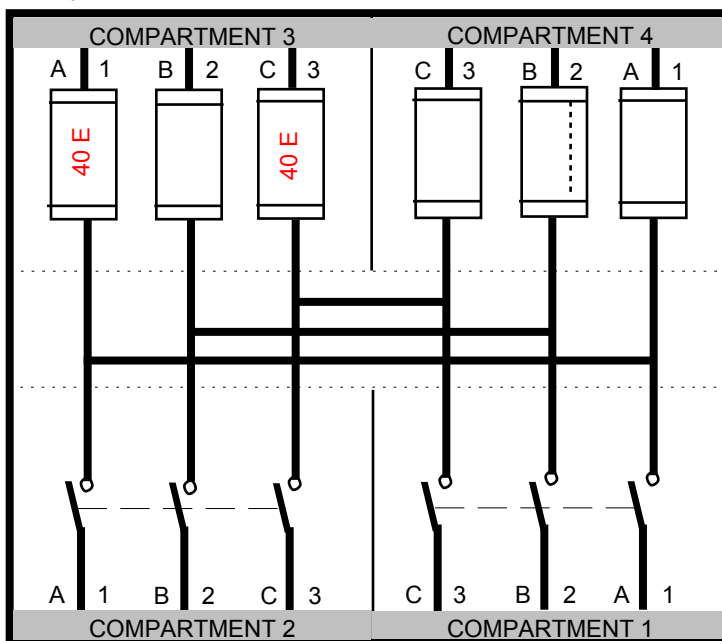 COMPARTMENT 3 COMPARTMENT 4
A 1 B 2 C 3 C 3 B 2 A 1
40 E 40 E
A 1 B 2 C 3 C 3 B 2 A 1
COMPARTMENT 2 COMPARTMENT 1